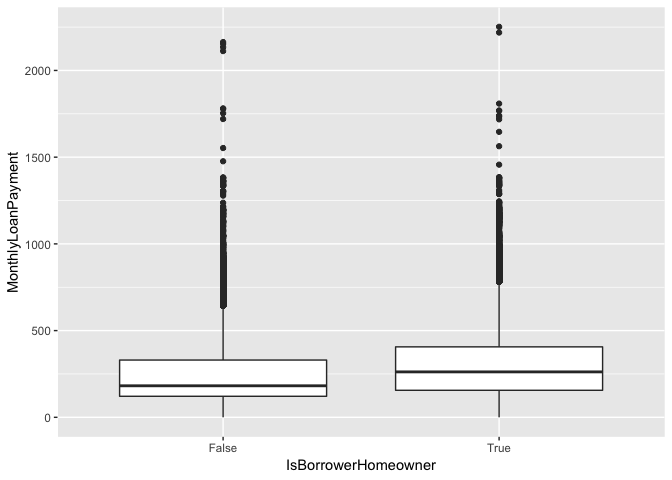 2000
1500
1000
500
0
MonthlyLoanPayment
False
True
IsBorrowerHomeowner